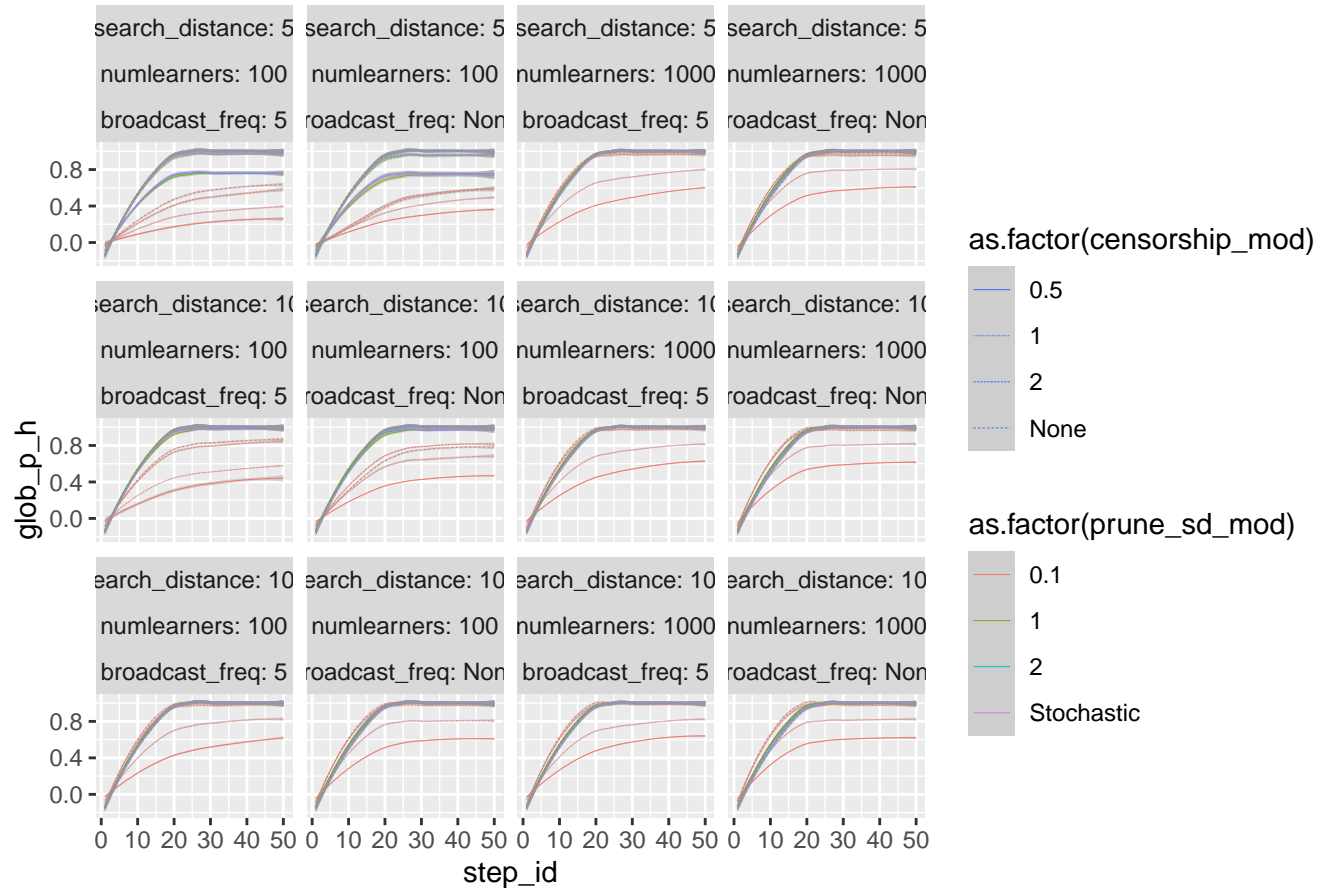 search_distance: 5 search_distance: 5 search_distance: 5 search_distance: 5
numlearners: 100 numlearners: 100 numlearners: 1000 numlearners: 1000
broadcast_freq: 5 roadcast_freq: Non broadcast_freq: 5 roadcast_freq: Non
0.8
0.4
0.0
search_distance: 10 search_distance: 10 search_distance: 10 search_distance: 10
numlearners: 100 numlearners: 100 numlearners: 1000 numlearners: 1000
broadcast_freq: 5 roadcast_freq: Non broadcast_freq: 5 roadcast_freq: Non
0.8
0.4
0.0
earch_distance: 10 earch_distance: 10 earch_distance: 10 earch_distance: 10
numlearners: 100 numlearners: 100 numlearners: 1000 numlearners: 1000
broadcast_freq: 5 roadcast_freq: Non broadcast_freq: 5 roadcast_freq: Non
0.8
0.4
0.0
0 10 20 30 40 50 0 10 20 30 40 50 0 10 20 30 40 50 0 10 20 30 40 50
step_id
glob_p_h
as.factor(censorship_mod)
0.5
1
2
None
as.factor(prune_sd_mod)
0.1
1
2
Stochastic